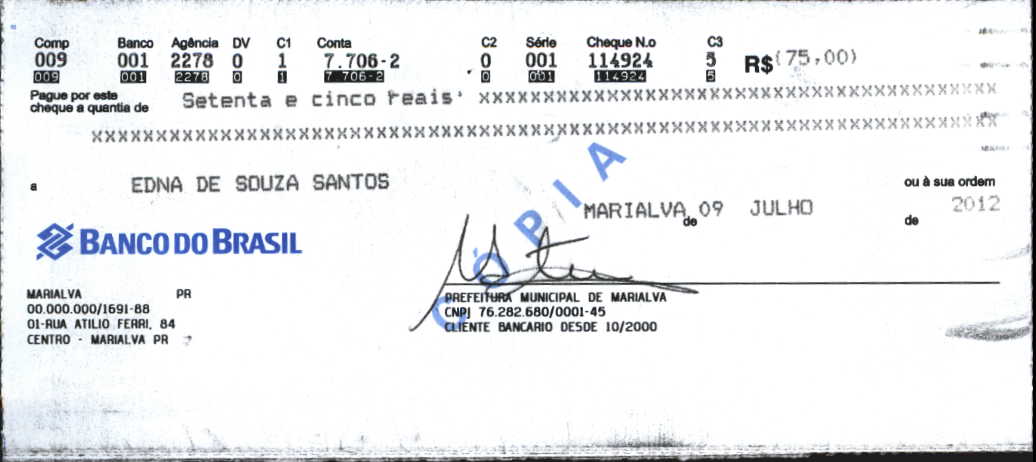 Comp Banco Agência DV C1 Conta C2 Série Cheque N.o C3
009 001 2278 0 1 7.706-2 0 001 114924 5 R$(75,00)
009 001 2278 0 1 7 706-2 0 001 114924 5
Pague por este
cheque a quantia de Setenta e cinco reais xxxxxxxxxxxxxxxxxxxxxxxxxxxxxxxxxxxxxxxxxxxxx
xxxxxxxxxxxxxxxxxxxxxxxxxxxxxxxxxxxxxxxxxxxxxxxxxxxxxxxxxxxxxxxxxxxxxxxx
a EDNA DE SOUZA SANTOS ou à sua ordem
MARIALVA de 09 JULHO de 2012
CÓPIA
BANCO DO BRASIL
MARIALVA PR
00.000.000/1691-88
01-RUA ATILIO FERRI, 84
CENTRO - MARIALVA PR
PREFEITURA MUNICIPAL DE MARIALVA
CNPJ 76.282.680/0001-45
CLIENTE BANCARIO DESDE 10/2000